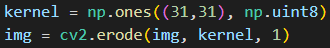 kernel = np.ones((31,31), np.uint8)
img = cv2.erode(img, kernel, 1)